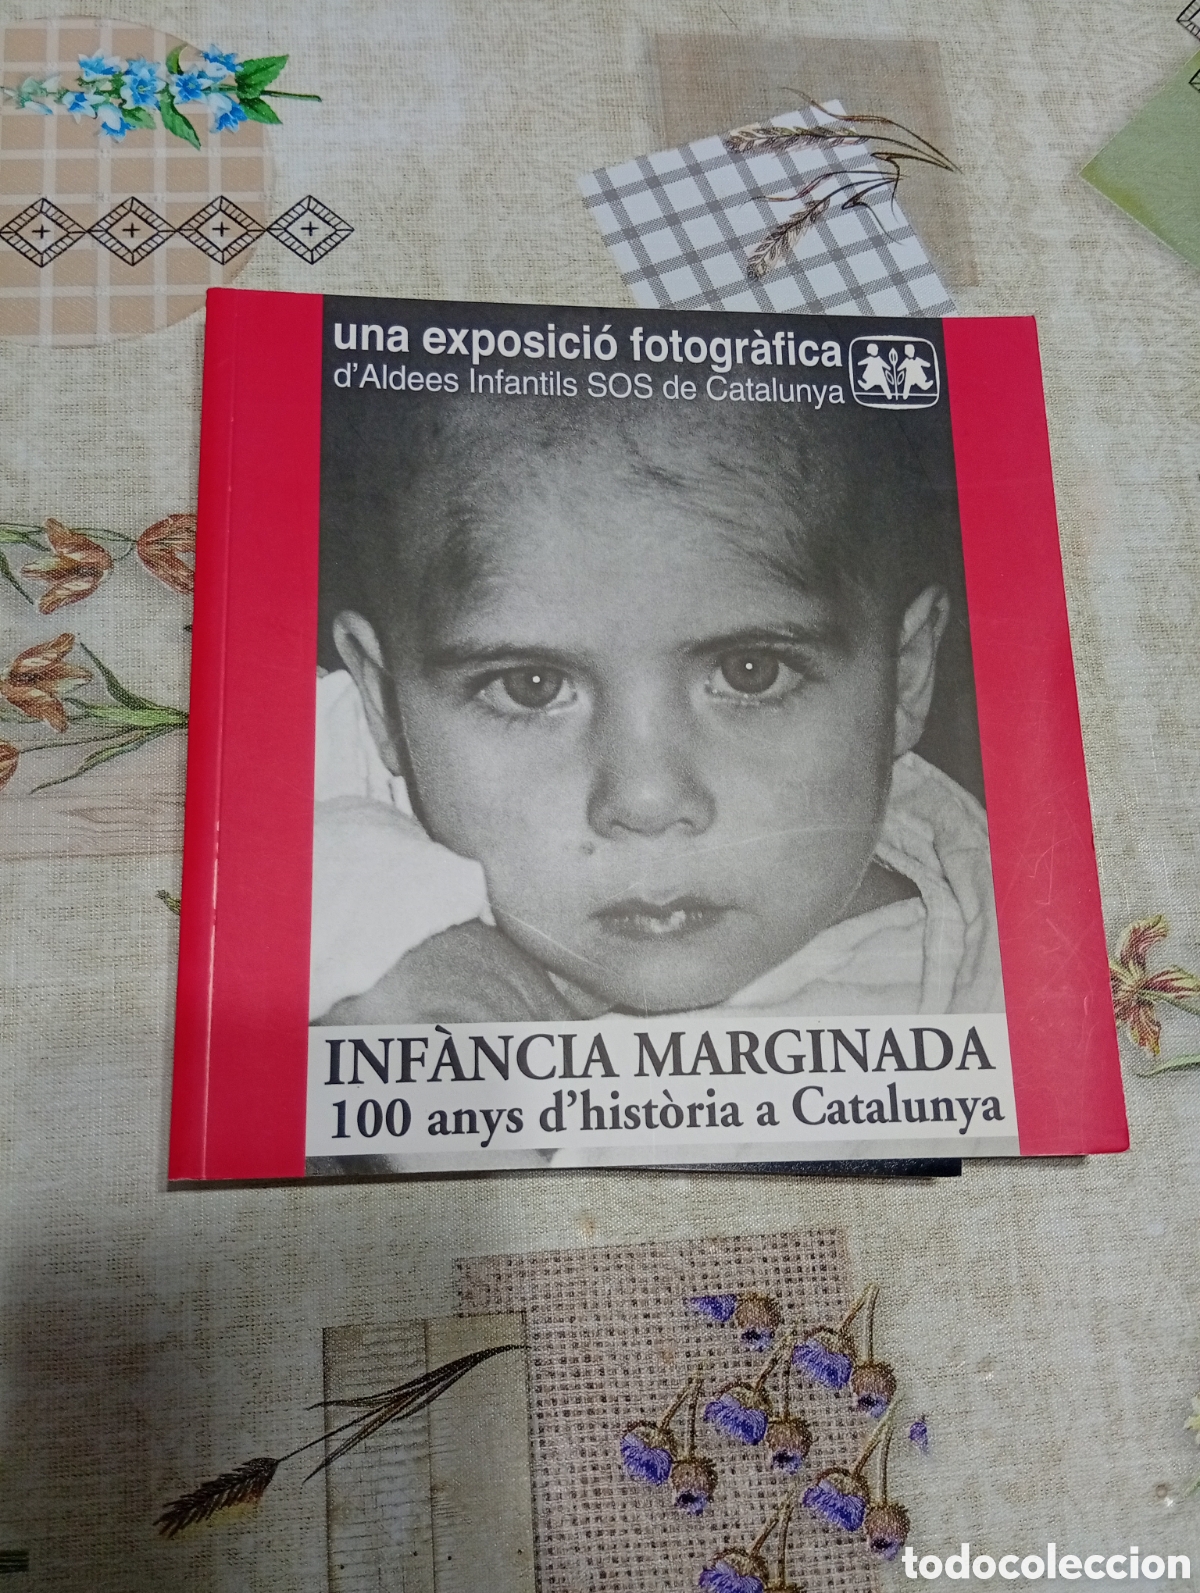 una exposició fotogràfica
d'Aldees Infantils SOS de Catalunya
INFÀNCIA MARGINADA
100 anys d'història a Catalunya
todocoleccion